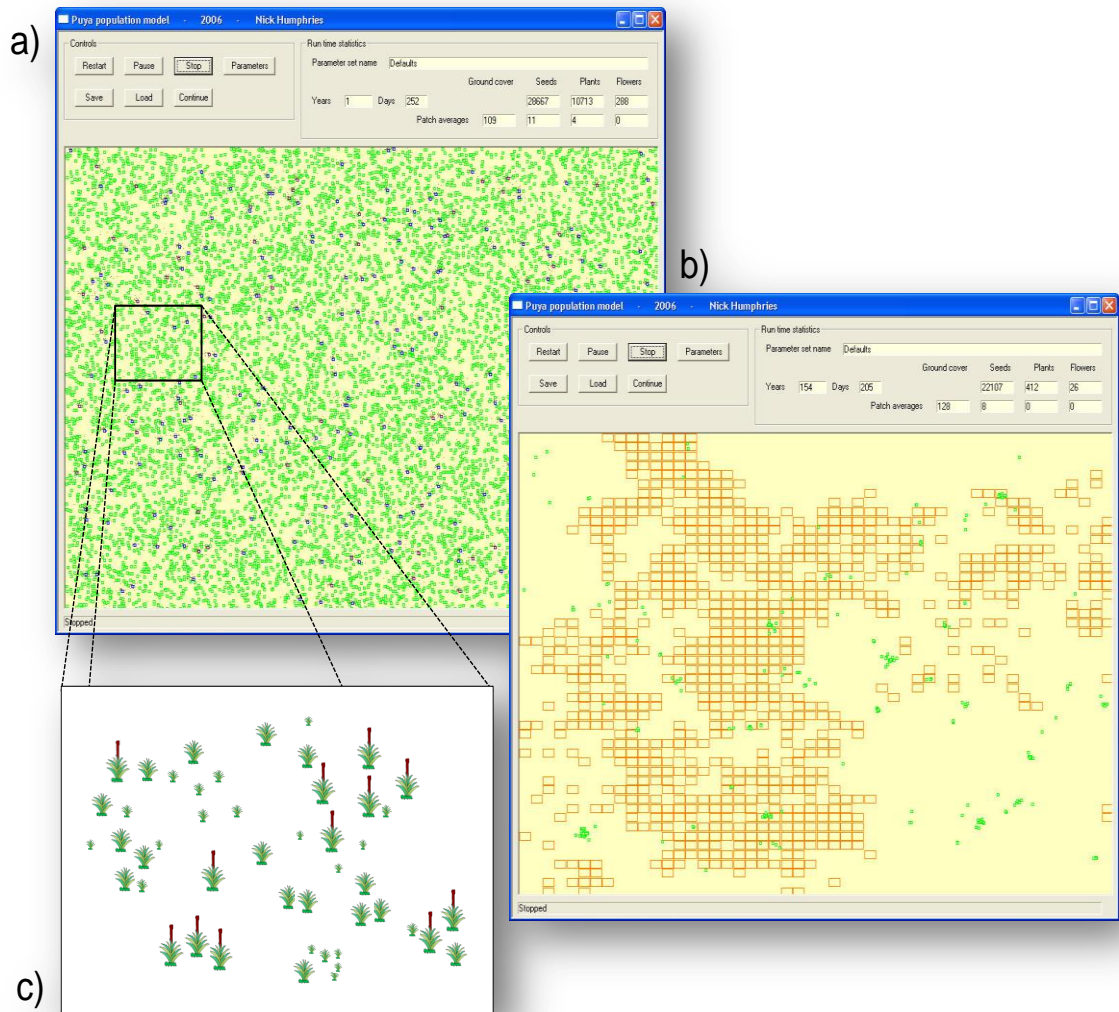 a)
Puya population model - 2006 - Nick Humphries
Controls
Restart Pause Stop Parameters
Save Load Continue
Run time statistics
Parameter set name Defaults
Ground cover Seeds Plants Flowers
Years 1 Days 252 28667 10713 288
Patch averages 109 11 4 0
Stopped
b)
Puya population model - 2006 - Nick Humphries
Controls
Restart Pause Stop Parameters
Save Load Continue
Run time statistics
Parameter set name Defaults
Ground cover Seeds Plants Flowers
Years 154 Days 205 22107 412 26
Patch averages 128 8 0 0
Stopped
c)